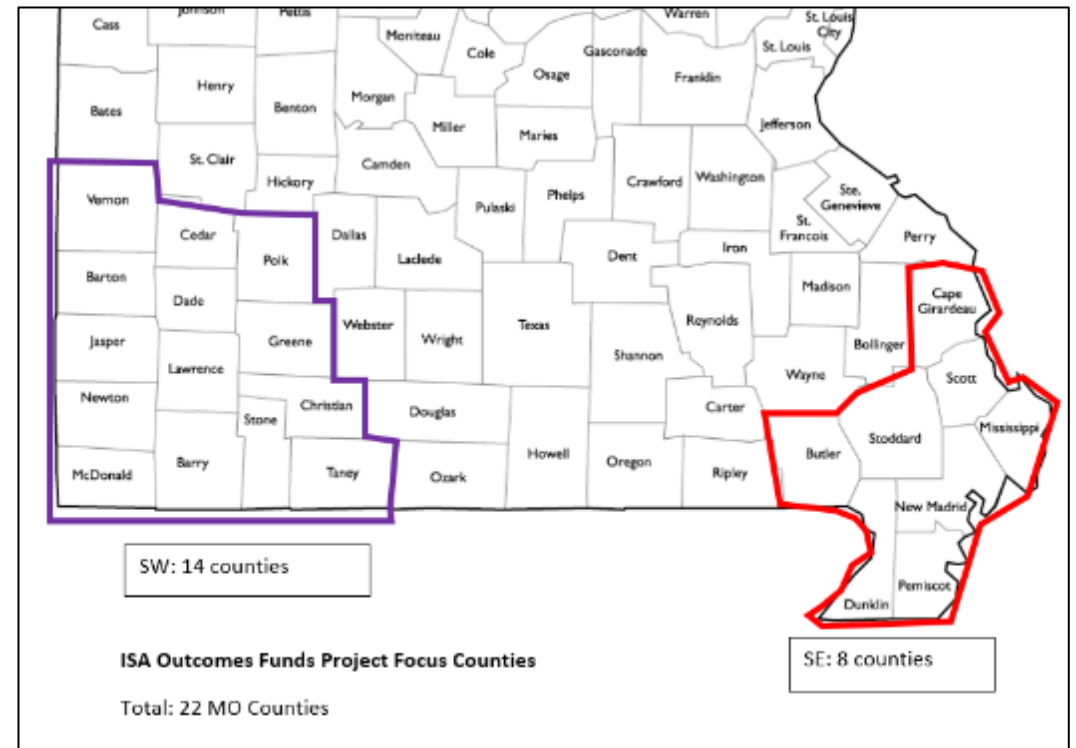 Johnson
Pettis
Warren
St. Louis
City
Cass
Moniteau
Cole
Gasconade
St. Louis
Osage
Franklin
Henry
Benton
Morgan
Bates
Miller
Maries
Jefferson
St. Clair
Camden
Hickory
Crawford
Washington
Vernon
Pulaski
Phelps
Ste.
Genevieve
St.
Francois
Cedar
Dallas
Polk
Laclede
Dent
Iron
Perry
Barton
Dade
Madison
Cape
Girardeau
Jasper
Greene
Webster
Wright
Texas
Reynolds
Bollinger
Lawrence
Shannon
Wayne
Scott
Newton
Stone
Christian
Douglas
Carter
Mississippi
Stoddard
McDonald
Barry
Taney
Ozark
Howell
Oregon
Ripley
Butler
New Madrid
Dunklin
Pemiscot
SW: 14 counties
SE: 8 counties
ISA Outcomes Funds Project Focus Counties
Total: 22 MO Counties